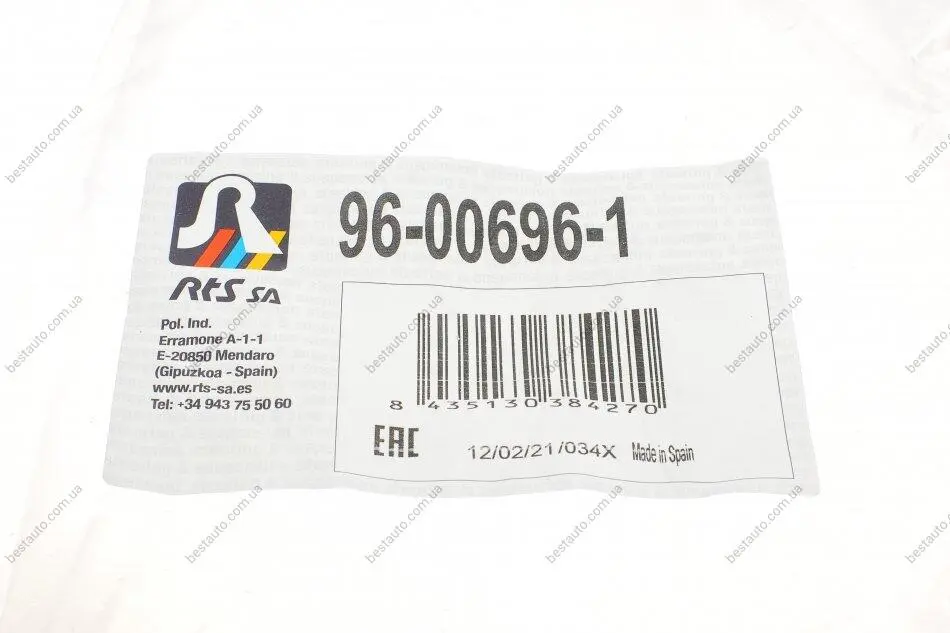 96-00696-1
RTS SA
Pol. Ind.
Erramone A-1-1
E-20850 Mendaro
(Gipuzkoa - Spain)
www.rts-sa.es
Tel: +34 943 75 50 60
8 435130 384270
EAC
12/02/21/034X Made in Spain
bestauto.com.ua